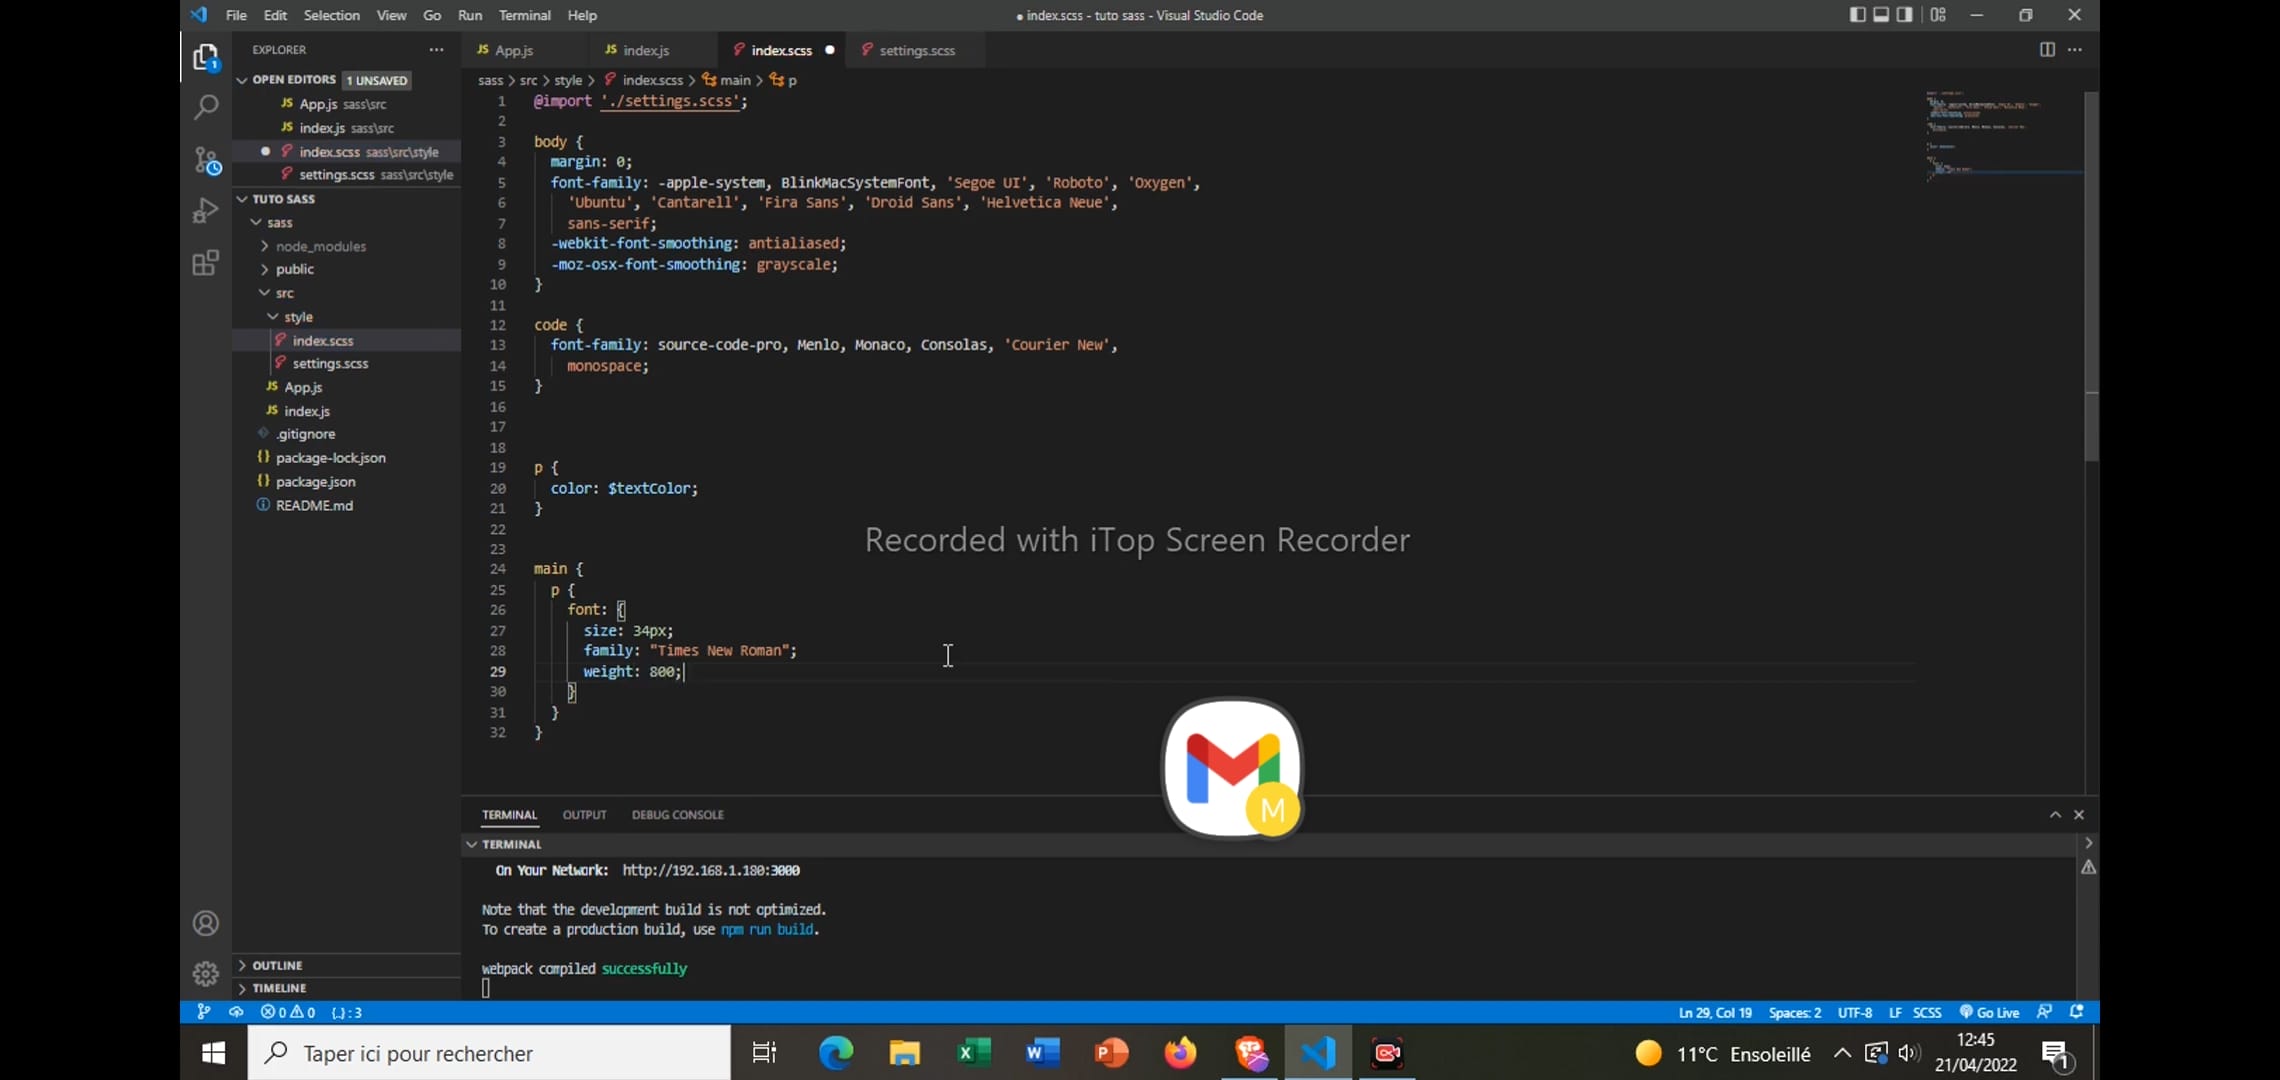 File Edit Selection View Go Run Terminal Help
● index.scss - tuto sass - Visual Studio Code
EXPLORER
OPEN EDITORS 1 UNSAVED
JS App.js sass\src
JS index.js sass\src
index.scss sass\src\style
settings.scss sass\src\style
TUTO SASS
sass
node_modules
public
src
style
index.scss
settings.scss
JS App.js
JS index.js
.gitignore
{} package-lock.json
{} package.json
README.md
OUTLINE
TIMELINE
JS App.js JS index.js index.scss settings.scss
sass > src > style > index.scss > main > p
1 @import './settings.scss';
2
3 body {
4 margin: 0;
5 font-family: -apple-system, BlinkMacSystemFont, 'Segoe UI', 'Roboto', 'Oxygen',
6 'Ubuntu', 'Cantarell', 'Fira Sans', 'Droid Sans', 'Helvetica Neue',
7 sans-serif;
8 -webkit-font-smoothing: antialiased;
9 -moz-osx-font-smoothing: grayscale;
10 }
11
12 code {
13 font-family: source-code-pro, Menlo, Monaco, Consolas, 'Courier New',
14 monospace;
15 }
16
17
18
19 p {
20 color: $textColor;
21 }
22
23
24 main {
25 p {
26 font: {
27 size: 34px;
28 family: "Times New Roman";
29 weight: 800;
30 }
31 }
32 }
Recorded with iTop Screen Recorder
M
TERMINAL OUTPUT DEBUG CONSOLE
TERMINAL
On Your Network: http://192.168.1.180:3000
Note that the development build is not optimized.
To create a production build, use npm run build.
webpack compiled successfully
0 0 {..} : 3
Ln 29, Col 19 Spaces: 2 UTF-8 LF SCSS Go Live
Taper ici pour rechercher
11°C Ensoleillé
12:45
21/04/2022
1